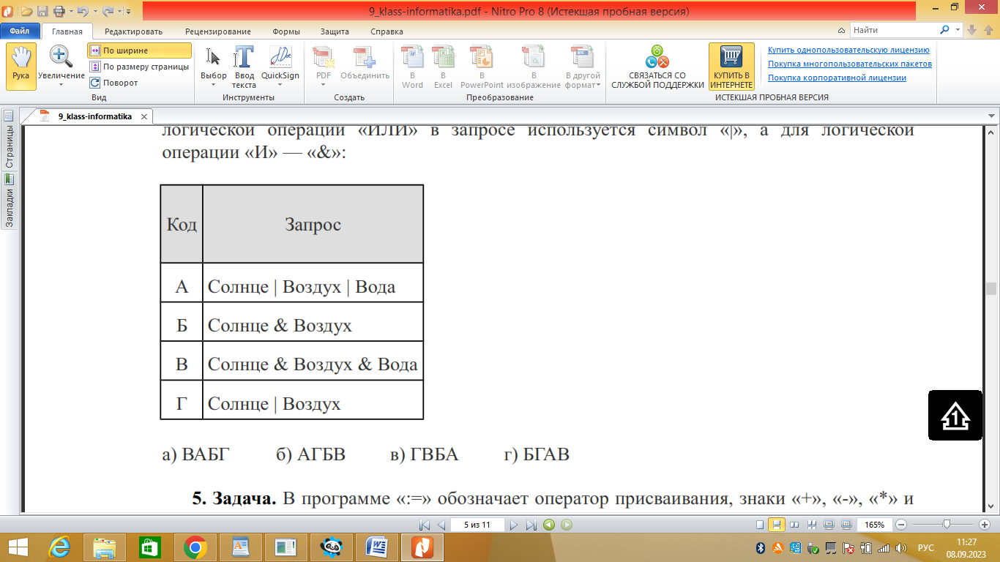 9_klass-informatika.pdf - Nitro Pro 8 (Истекшая пробная версия)
Файл Главная Редактировать Рецензирование Формы Защита Справка Найти
Рука
Увеличение
По ширине
По размеру страницы
Поворот
Вид
Выбор
Ввод текста
QuickSign
Инструменты
PDF
Объединить
Создать
В Word
В Excel
В PowerPoint
В изображение
В другой формат
Преобразование
СВЯЗАТЬСЯ СО СЛУЖБОЙ ПОДДЕРЖКИ
КУПИТЬ В ИНТЕРНЕТЕ
Купить однопользовательскую лицензию
Покупка многопользовательских пакетов
Покупка корпоративной лицензии
ИСТЕКШАЯ ПРОБНАЯ ВЕРСИЯ
9_klass-informatika
Страницы
Закладки
логической операции «ИЛИ» в запросе используется символ «|», а для логической
операции «И» — «&»:
Код Запрос
А Солнце | Воздух | Вода
Б Солнце & Воздух
В Солнце & Воздух & Вода
Г Солнце | Воздух
а) ВАБГ б) АГБВ в) ГВБА г) БГАВ
5. Задача. В программе «:=» обозначает оператор присваивания, знаки «+», «-», «*» и
1
5 из 11
165%
РУС
11:27
08.09.2023